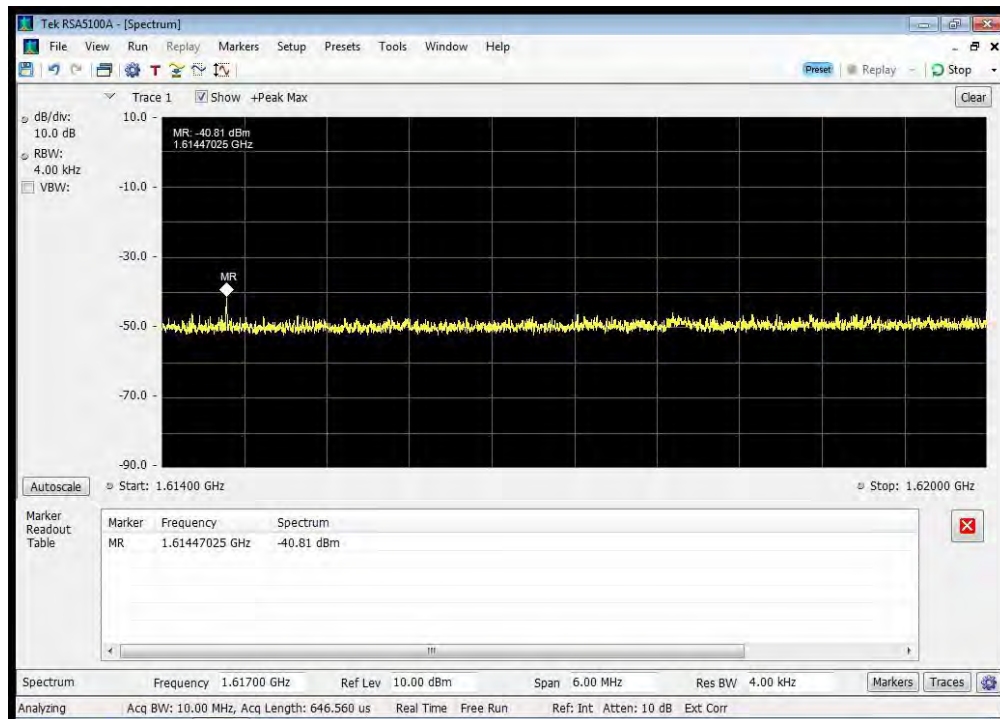 Tek RSA5100A - [Spectrum]
File View Run Replay Markers Setup Presets Tools Window Help
Preset Replay Stop
Trace 1 Show +Peak Max Clear
dB/div:
10.0 dB
RBW:
4.00 kHz
VBW:
10.0
-10.0
-30.0
-50.0
-70.0
-90.0
MR: -40.81 dBm
1.61447025 GHz
MR
Autoscale Start: 1.61400 GHz Stop: 1.62000 GHz
Marker
Readout
Table
Marker Frequency Spectrum
MR 1.61447025 GHz -40.81 dBm
Spectrum Frequency 1.61700 GHz Ref Lev 10.00 dBm Span 6.00 MHz Res BW 4.00 kHz Markers Traces
Analyzing Acq BW: 10.00 MHz, Acq Length: 646.560 us Real Time Free Run Ref: Int Atten: 10 dB Ext Corr